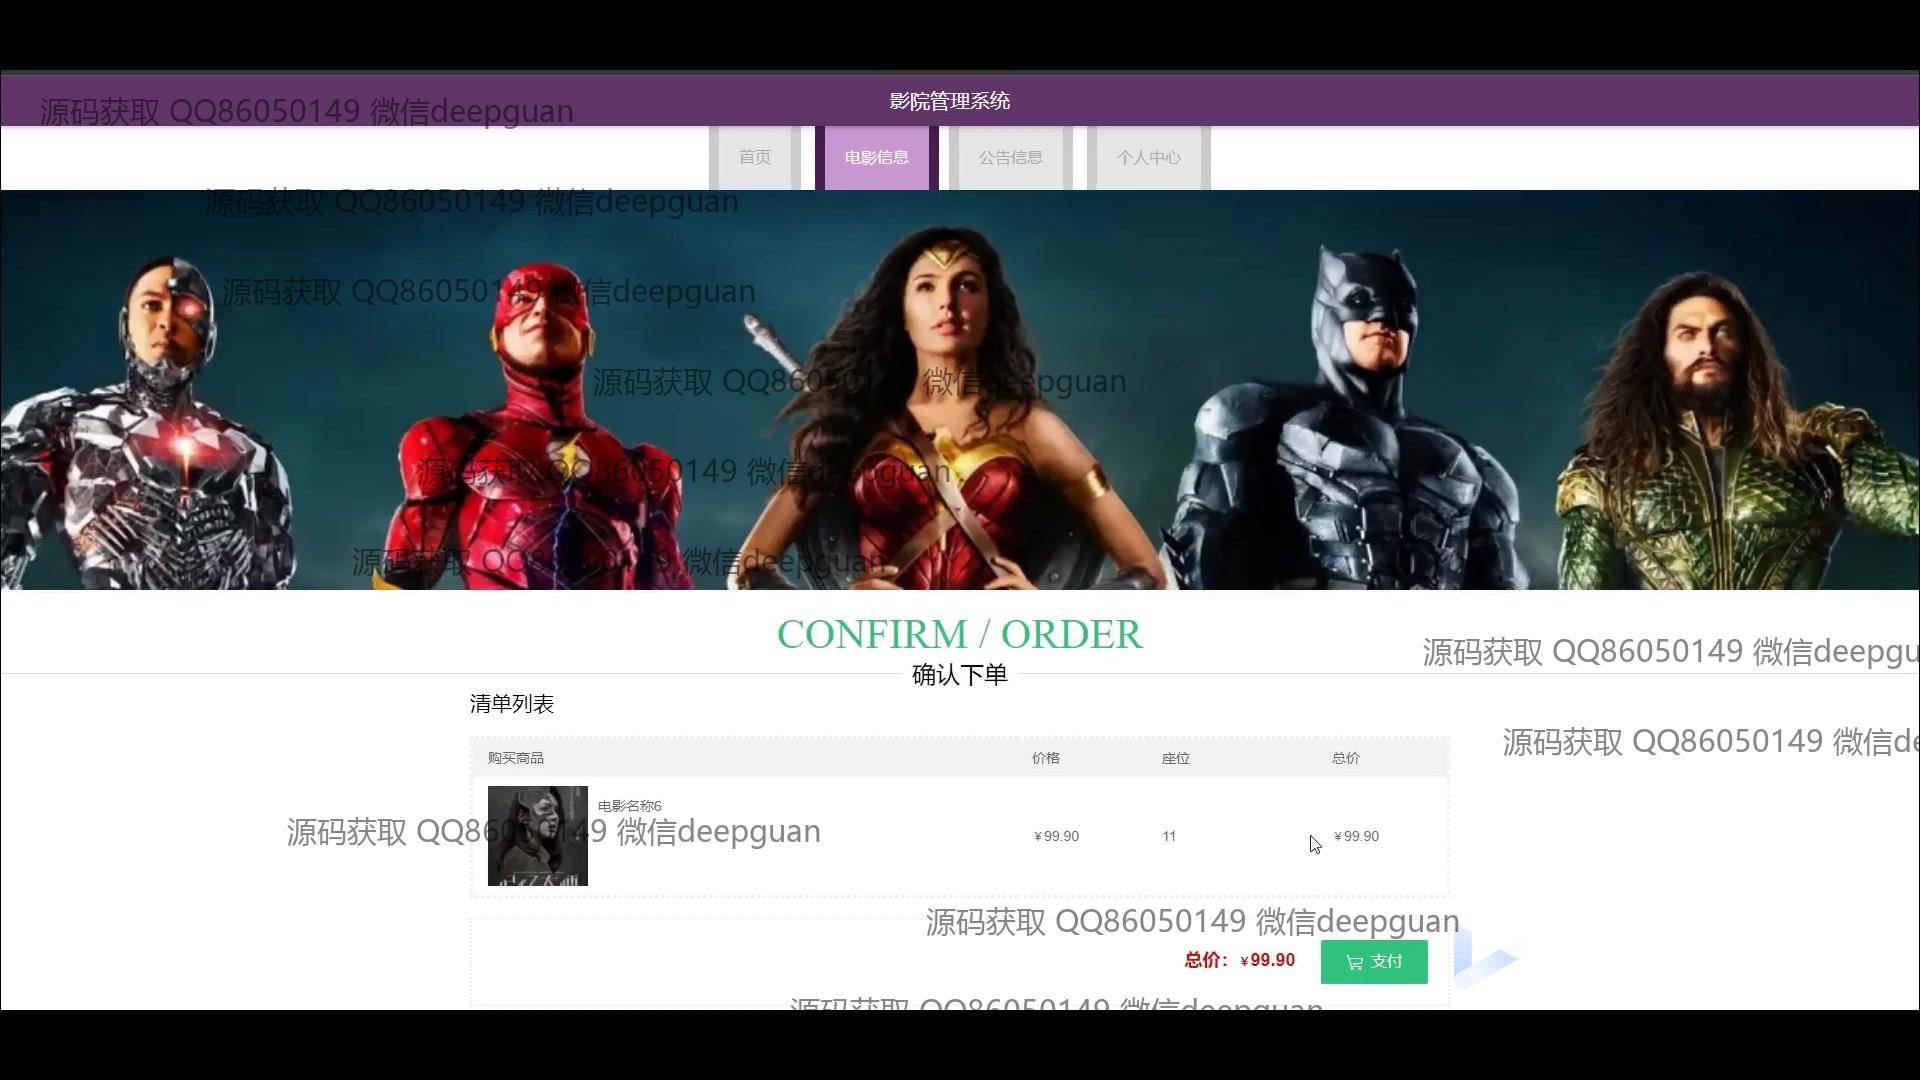 影院管理系统
源码获取 QQ86050149 微信deepguan
首页
电影信息
公告信息
个人中心
源码获取 QQ86050149 微信deepguan
源码获取 QQ86050149 微信deepguan
源码获取 QQ860501 微信deepguan
源码获取 QQ86050149 微信deepguan
源码获取 QQ86050149 微信deepguan
CONFIRM / ORDER
源码获取 QQ86050149 微信deepgu
确认下单
清单列表
源码获取 QQ86050149 微信de
购买商品 价格 座位 总价
电影名称6
源码获取 QQ86050149 微信deepguan
¥99.90 11 ¥99.90
源码获取 QQ86050149 微信deepguan
总价：¥99.90 支付
源码获取 QQ86050149 微信deepguan